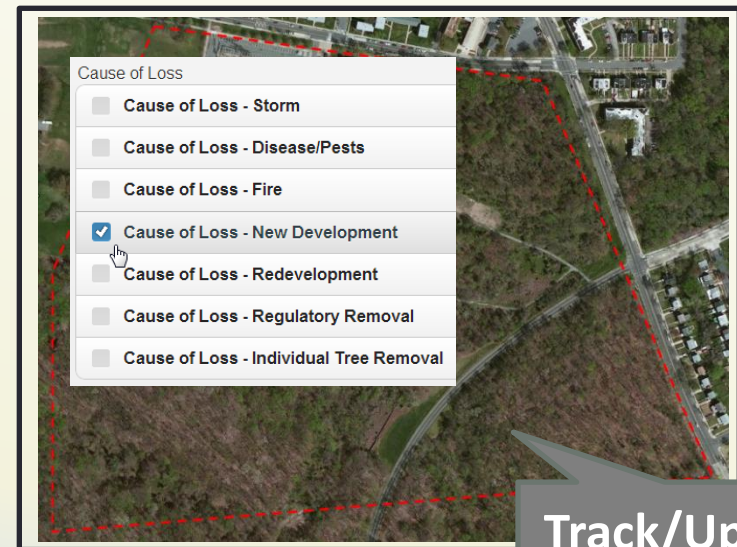 Cause of Loss
Cause of Loss - Storm
Cause of Loss - Disease/Pests
Cause of Loss - Fire
Cause of Loss - New Development
Cause of Loss - Redevelopment
Cause of Loss - Regulatory Removal
Cause of Loss - Individual Tree Removal
Track/Up